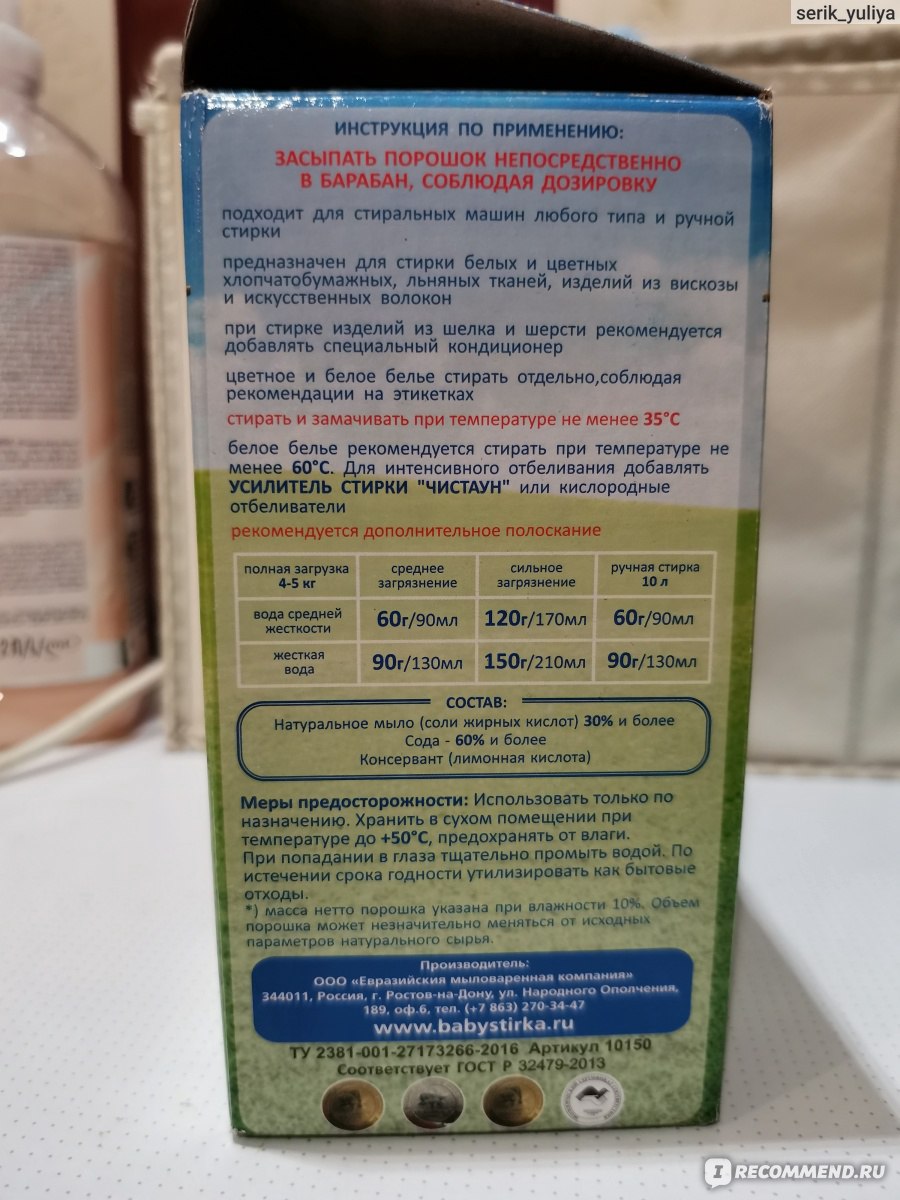 serik_yuliya
ИНСТРУКЦИЯ ПО ПРИМЕНЕНИЮ:
ЗАСЫПАТЬ ПОРОШОК НЕПОСРЕДСТВЕННО
В БАРАБАН, СОБЛЮДАЯ ДОЗИРОВКУ
подходит для стиральных машин любого типа и ручной
стирки
предназначен для стирки белых и цветных
хлопчатобумажных, льняных тканей, изделий из вискозы
и искусственных волокон
при стирке изделий из шелка и шерсти рекомендуется
добавлять специальный кондиционер
цветное и белое белье стирать отдельно,соблюдая
рекомендации на этикетках
стирать и замачивать при температуре не менее 35°С
белое белье рекомендуется стирать при температуре не
менее 60°С. Для интенсивного отбеливания добавлять
УСИЛИТЕЛЬ СТИРКИ "ЧИСТАУН" или кислородные
отбеливатели
рекомендуется дополнительное полоскание
полная загрузка 4-5 кг среднее загрязнение сильное загрязнение ручная стирка 10 л
вода средней жесткости 60г/90мл 120г/170мл 60г/90мл
жесткая вода 90г/130мл 150г/210мл 90г/130мл
СОСТАВ:
Натуральное мыло (соли жирных кислот) 30% и более
Сода - 60% и более
Консервант (лимонная кислота)
Меры предосторожности: Использовать только по
назначению. Хранить в сухом помещении при
температуре до +50°С, предохранять от влаги.
При попадании в глаза тщательно промыть водой. По
истечении срока годности утилизировать как бытовые
отходы.
*) масса нетто порошка указана при влажности 10%. Объем
порошка может незначительно меняться от исходных
параметров натурального сырья.
Производитель:
ООО «Евразийския мыловаренная компания»
344011, Россия, г. Ростов-на-Дону, ул. Народного Ополчения,
189, оф.6, тел. (+7 863) 270-34-47
www.babystirka.ru
ТУ 2381-001-27173266-2016 Артикул 10150
Соответствует ГОСТ Р 32479-2013
IRECOMMEND.RU